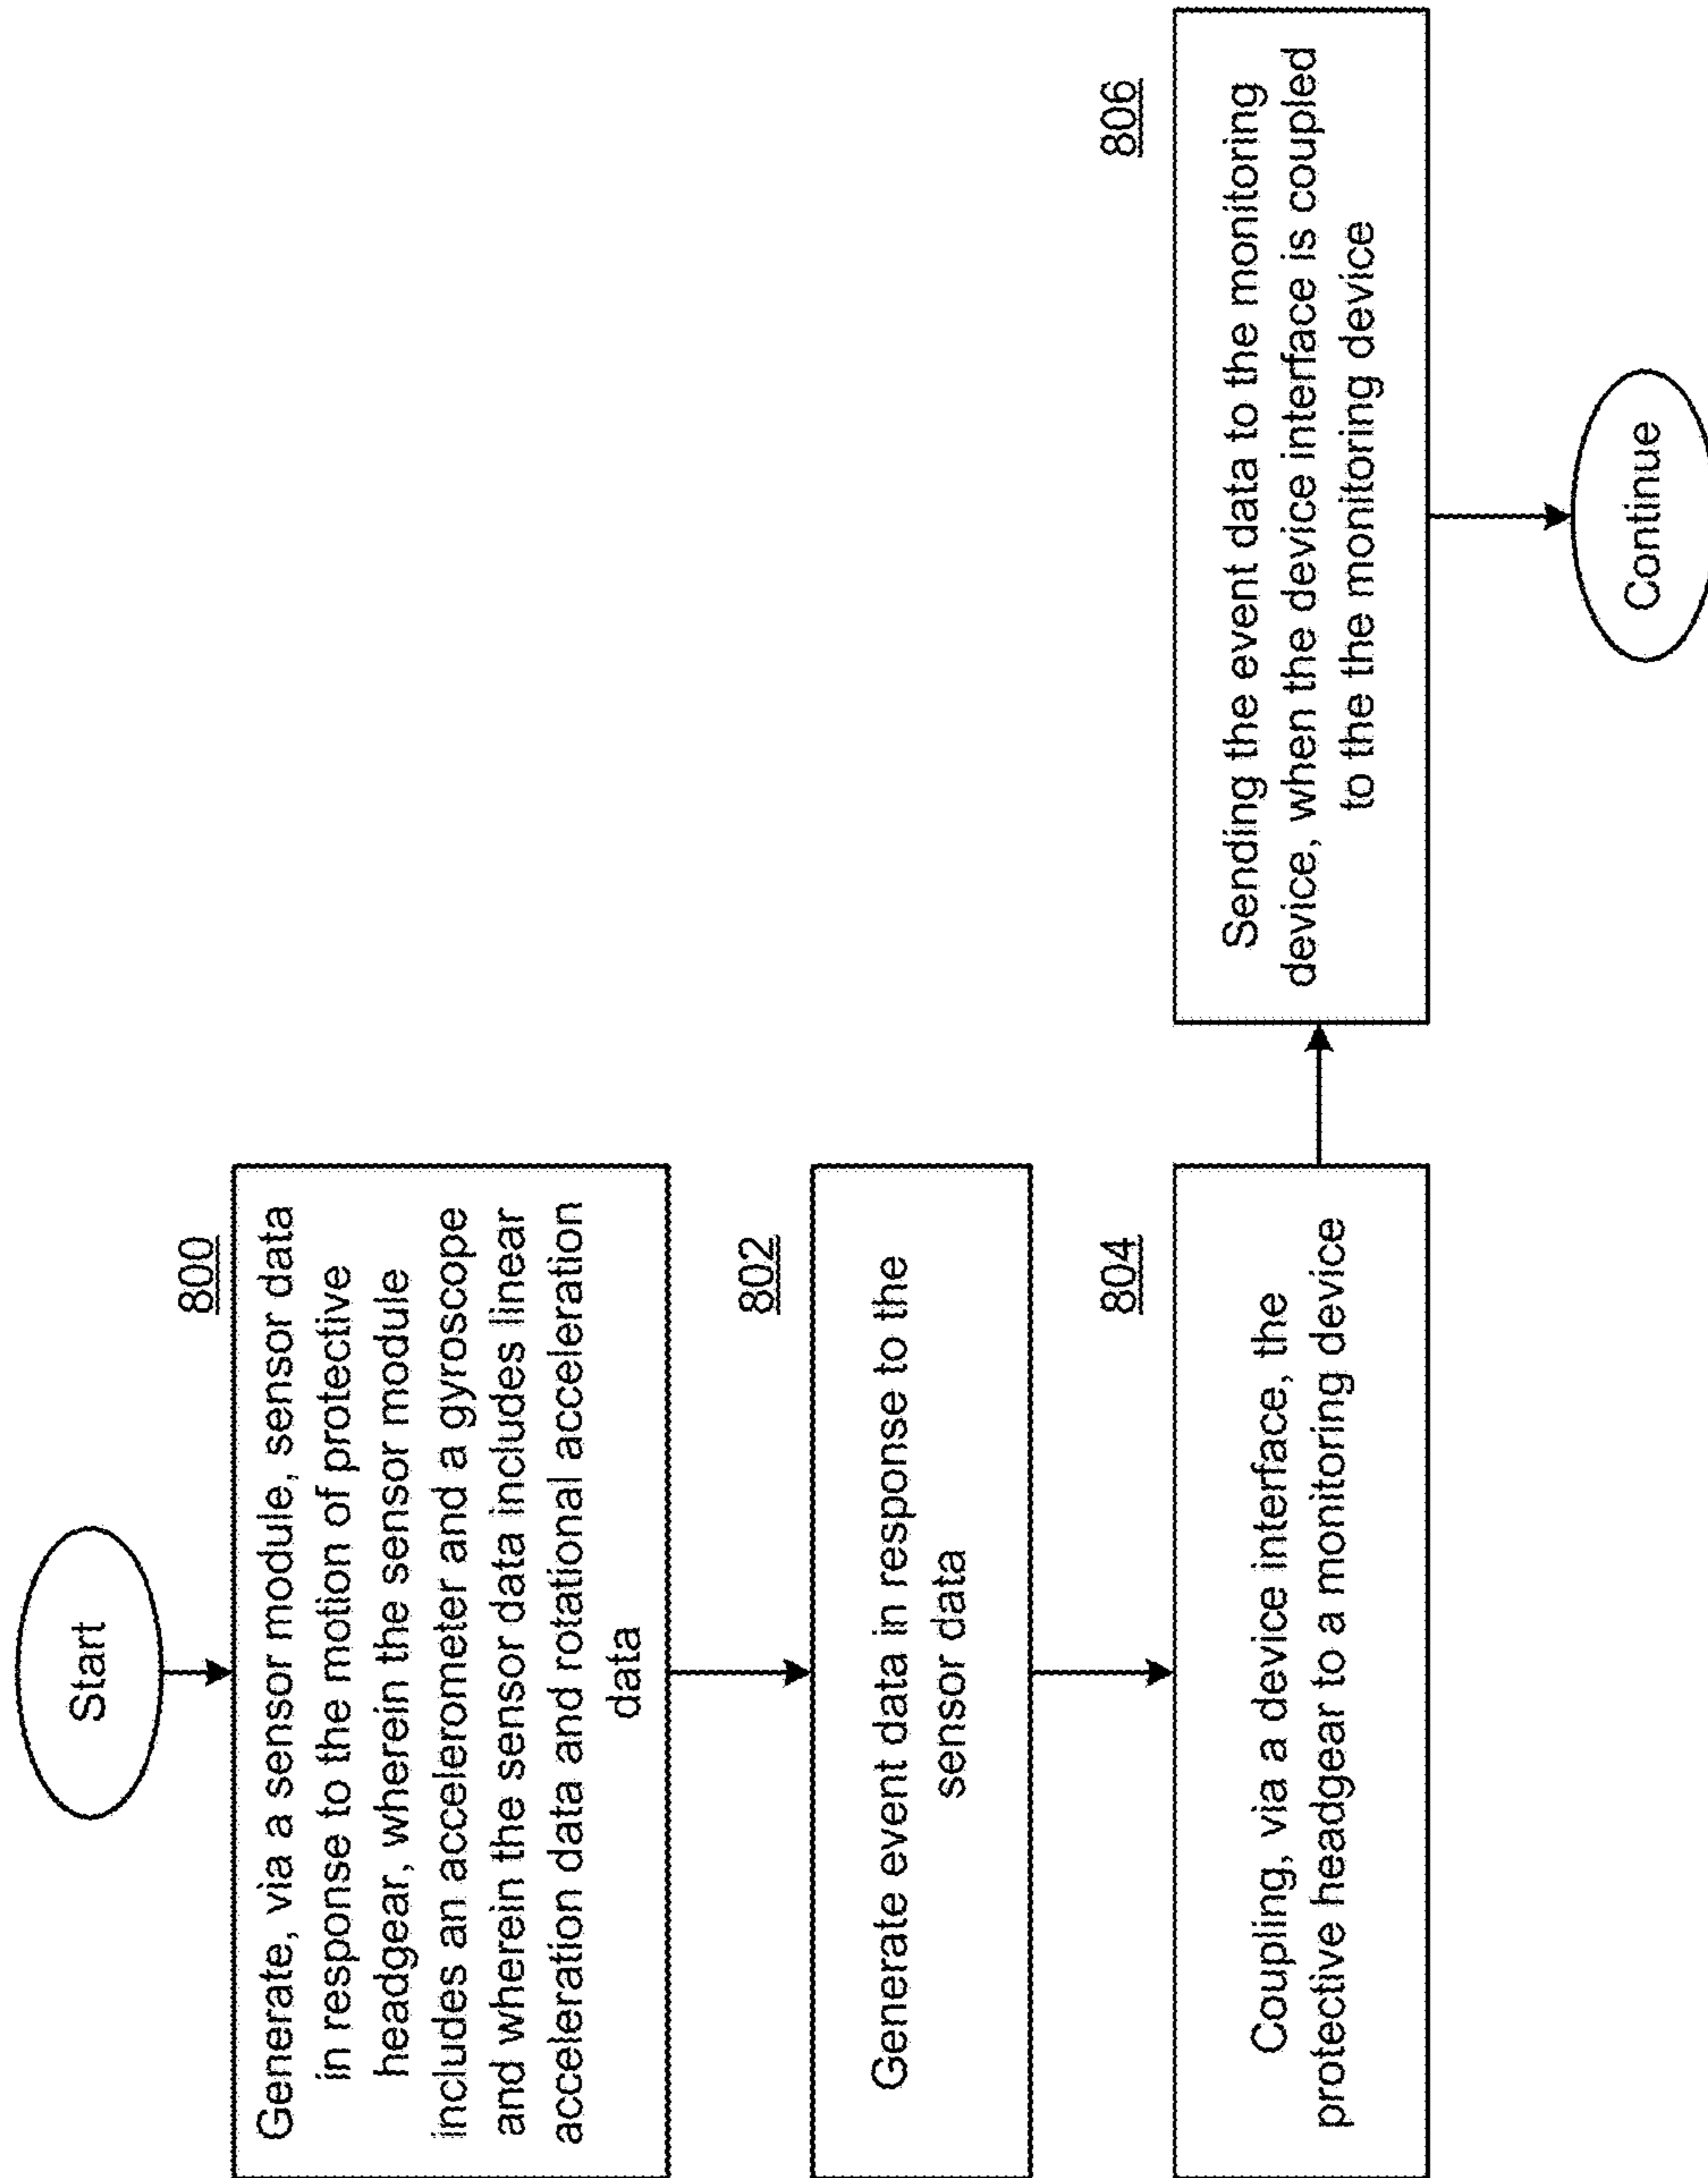 Start
800
Generate, via a sensor module, sensor data
in response to the motion of protective
headgear, wherein the sensor module
includes an accelerometer and a gyroscope
and wherein the sensor data includes linear
acceleration data and rotational acceleration
data
802
Generate event data in response to the
sensor data
804
Coupling, via a device interface, the
protective headgear to a monitoring device
806
Sending the event data to the monitoring
device, when the device interface is coupled
to the the monitoring device
Continue